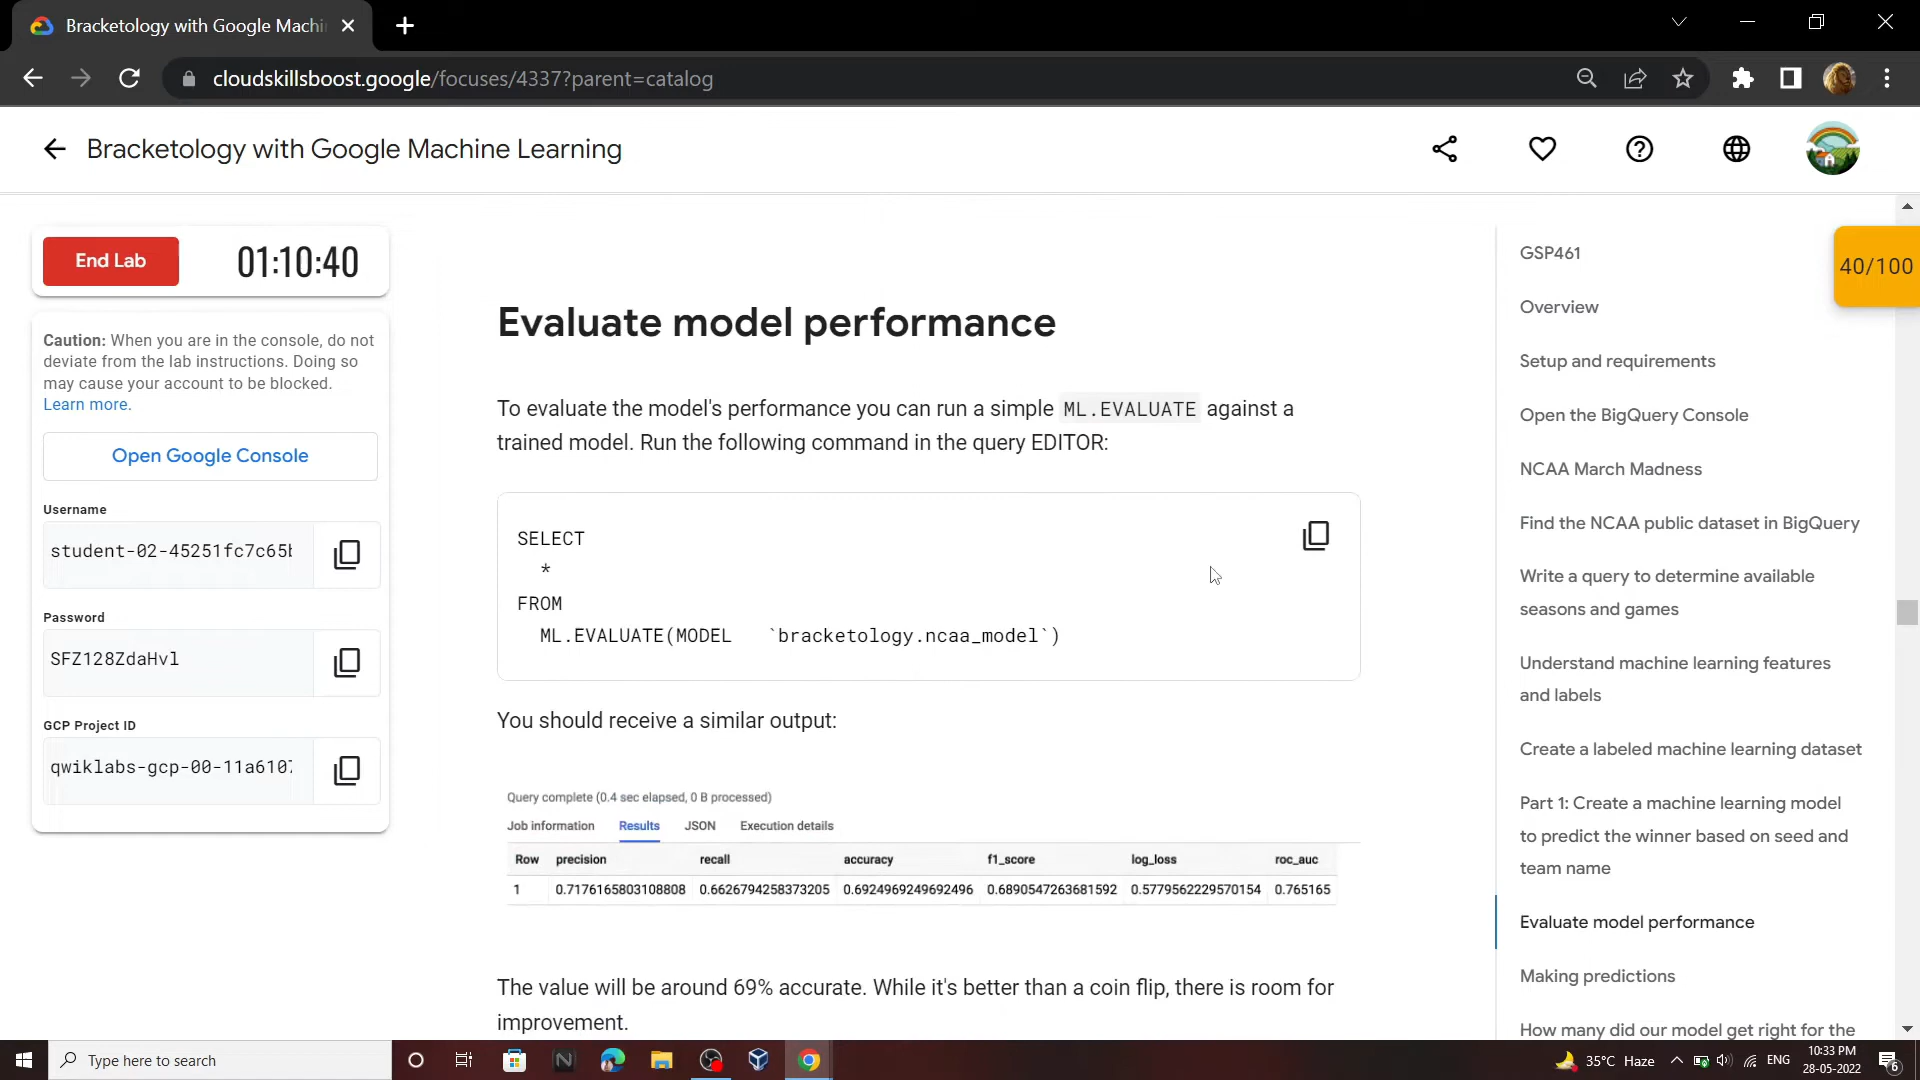 Bracketology with Google Machi
cloudskillsboost.google/focuses/4337?parent=catalog
Bracketology with Google Machine Learning
End Lab
01:10:40
Caution: When you are in the console, do not
deviate from the lab instructions. Doing so
may cause your account to be blocked.
Learn more.
Open Google Console
Username
student-02-45251fc7c65b
Password
SFZ128ZdaHvl
GCP Project ID
qwiklabs-gcp-00-11a6107
Evaluate model performance
To evaluate the model's performance you can run a simple ML.EVALUATE against a
trained model. Run the following command in the query EDITOR:
SELECT
*
FROM
ML.EVALUATE(MODEL `bracketology.ncaa_model`)
You should receive a similar output:
Query complete (0.4 sec elapsed, 0 B processed)
Job information Results JSON Execution details
Row precision recall accuracy f1_score log_loss roc_auc
1 0.7176165803108808 0.6626794258373205 0.6924969249692496 0.6890547263681592 0.5779562229570154 0.765165
The value will be around 69% accurate. While it's better than a coin flip, there is room for
improvement.
GSP461
40/100
Overview
Setup and requirements
Open the BigQuery Console
NCAA March Madness
Find the NCAA public dataset in BigQuery
Write a query to determine available
seasons and games
Understand machine learning features
and labels
Create a labeled machine learning dataset
Part 1: Create a machine learning model
to predict the winner based on seed and
team name
Evaluate model performance
Making predictions
How many did our model get right for the
Type here to search
35°C Haze
ENG
10:33 PM
28-05-2022
6